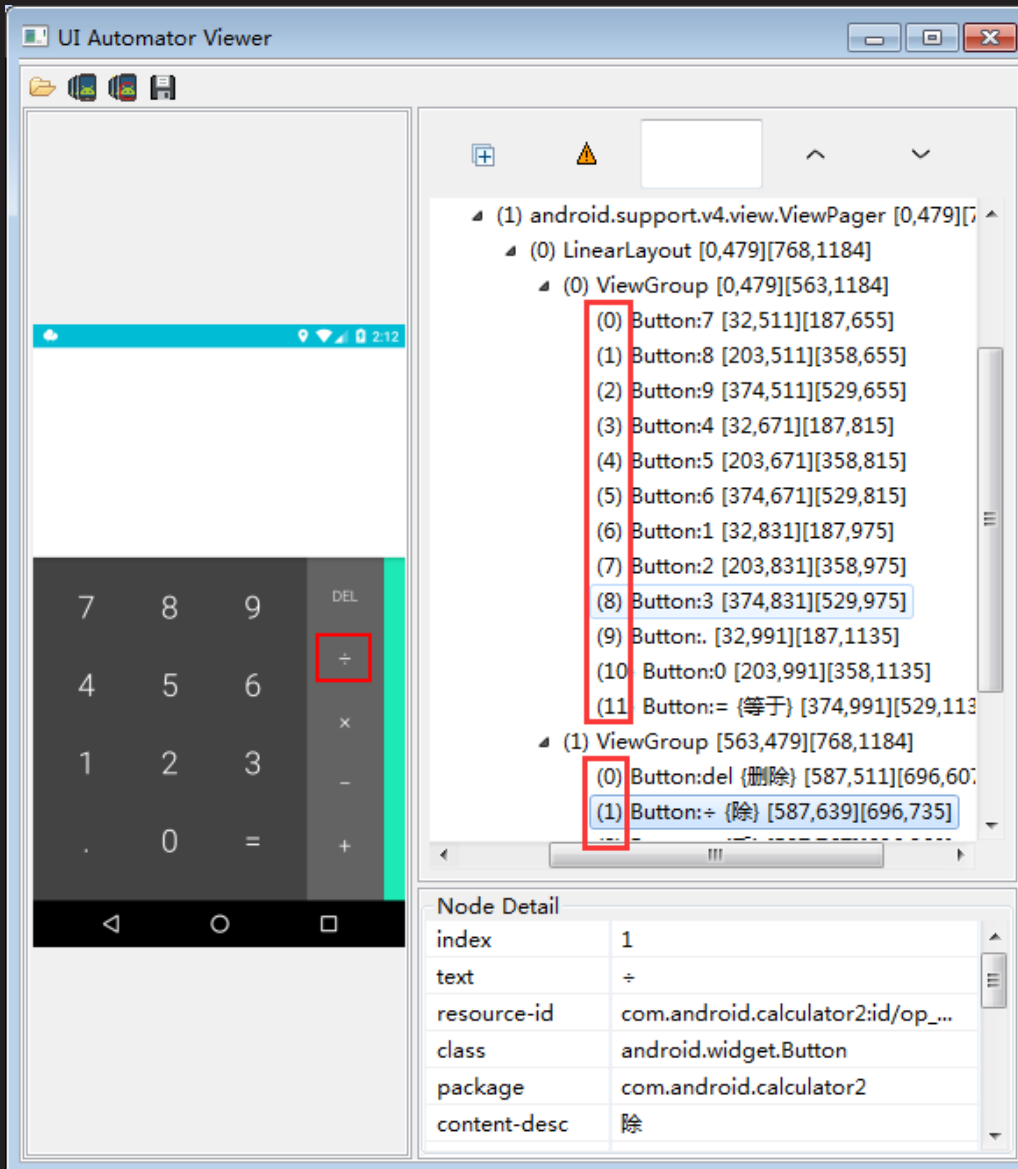 UI Automator Viewer
(1) android.support.v4.view.ViewPager [0,479][7
(0) LinearLayout [0,479][768,1184]
(0) ViewGroup [0,479][563,1184]
(0) Button:7 [32,511][187,655]
(1) Button:8 [203,511][358,655]
(2) Button:9 [374,511][529,655]
(3) Button:4 [32,671][187,815]
(4) Button:5 [203,671][358,815]
(5) Button:6 [374,671][529,815]
(6) Button:1 [32,831][187,975]
(7) Button:2 [203,831][358,975]
(8) Button:3 [374,831][529,975]
(9) Button:. [32,991][187,1135]
(10) Button:0 [203,991][358,1135]
(11) Button:= {等于} [374,991][529,113
(1) ViewGroup [563,479][768,1184]
(0) Button:del {删除} [587,511][696,607
(1) Button:÷ {除} [587,639][696,735]
2:12
7 8 9 DEL
÷
4 5 6
×
1 2 3
−
. 0 = +
Node Detail
index 1
text ÷
resource-id com.android.calculator2:id/op_...
class android.widget.Button
package com.android.calculator2
content-desc 除